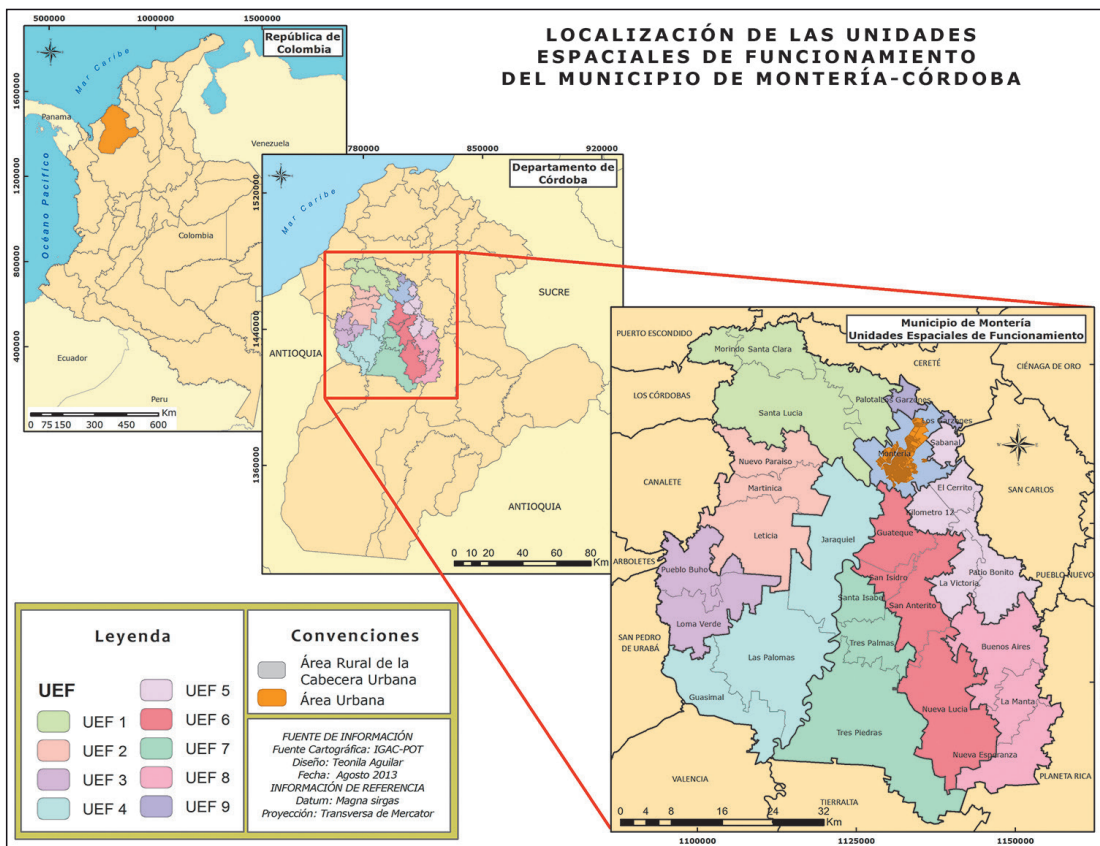 LOCALIZACIÓN DE LAS UNIDADES
ESPACIALES DE FUNCIONAMIENTO
DEL MUNICIPIO DE MONTERÍA-CÓRDOBA
500000 1000000 1500000
República de
Colombia
Mar Caribe
Panama
Venezuela
Océano Pacífico
Colombia
Ecuador
Peru
1600000
1200000
800000
400000
Km
0 75 150 300 450 600
780000 850000 920000
Departamento de
Córdoba
Mar Caribe
SUCRE
ANTIOQUIA
ANTIOQUIA
1520000
1440000
1360000
0 10 20 40 60 80
Km
Municipio de Montería
Unidades Espaciales de Funcionamiento
PUERTO ESCONDIDO
CERETÉ
CIÉNAGA DE ORO
LOS CÓRDOBAS
CANALETE
SAN CARLOS
ARBOLETES
PUEBLO NUEVO
SAN PEDRO
DE URABÁ
VALENCIA
TIERRALTA
PLANETA RICA
Morindo
Santa Clara
Santa Lucia
Los Garzones
Los Garzones
Sabanal
Montería
Nuevo Paraiso
Martinica
El Cerrito
Kilometro 12
Guateque
Jaraquiel
Leticia
Pueblo Buho
San Isidro
Patio Bonito
La Victoria
Santa Isabel
San Anterito
Loma Verde
Tres Palmas
Buenos Aires
Las Palomas
Guasimal
La Manta
Nueva Lucia
Tres Piedras
Nueva Esperanza
0 4 8 16 24 32
Km
1100000 1125000 1150000
Leyenda
UEF
UEF 1
UEF 2
UEF 3
UEF 4
UEF 5
UEF 6
UEF 7
UEF 8
UEF 9
Convenciones
Área Rural de la
Cabecera Urbana
Área Urbana
FUENTE DE INFORMACIÓN
Fuente Cartográfica: IGAC-POT
Diseño: Teonila Aguilar
Fecha: Agosto 2013
INFORMACIÓN DE REFERENCIA
Datum: Magna sirgas
Proyección: Transversa de Mercator